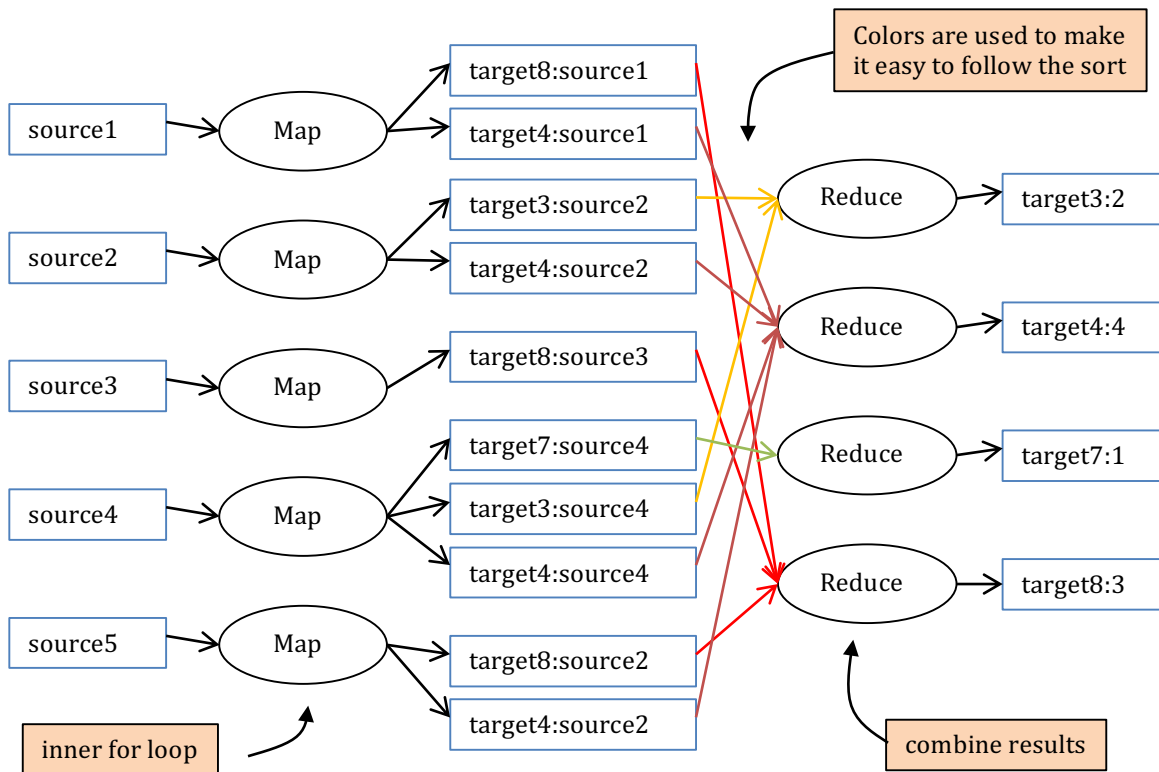 Colors are used to make
it easy to follow the sort
source1
Map
target8:source1
target4:source1
source2
Map
target3:source2
target4:source2
source3
Map
target8:source3
source4
Map
target7:source4
target3:source4
target4:source4
source5
Map
target8:source2
target4:source2
Reduce
target3:2
Reduce
target4:4
Reduce
target7:1
Reduce
target8:3
inner for loop
combine results